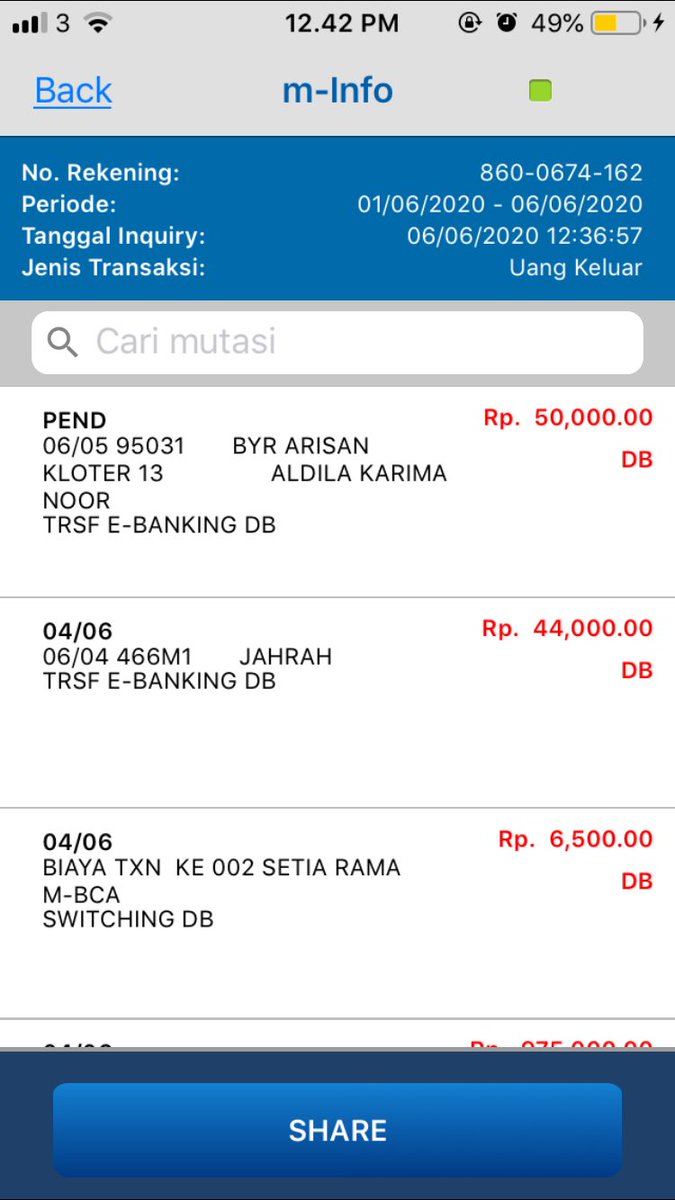 3 12.42 PM 49%
Back m-Info
No. Rekening: 860-0674-162
Periode: 01/06/2020 - 06/06/2020
Tanggal Inquiry: 06/06/2020 12:36:57
Jenis Transaksi: Uang Keluar
Cari mutasi
PEND Rp. 50,000.00
06/05 95031 BYR ARISAN
DB
KLOTER 13 ALDILA KARIMA
NOOR
TRSF E-BANKING DB
04/06 Rp. 44,000.00
06/04 466M1 JAHRAH
DB
TRSF E-BANKING DB
04/06 Rp. 6,500.00
BIAYA TXN KE 002 SETIA RAMA
DB
M-BCA
SWITCHING DB
SHARE